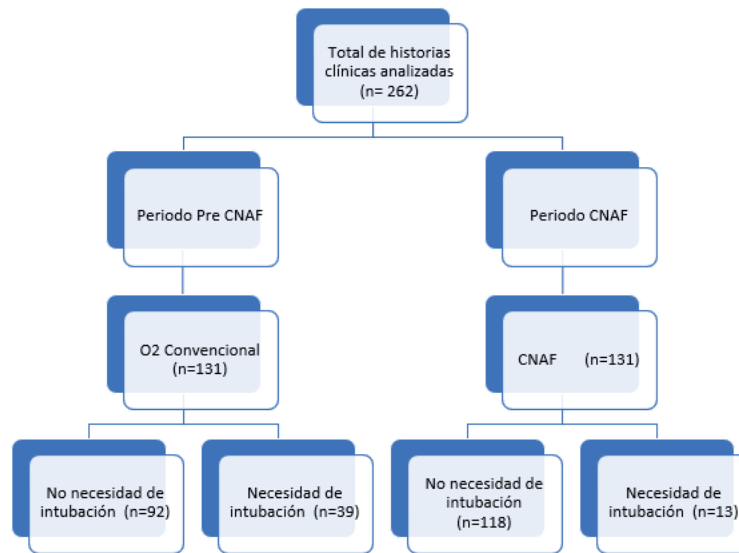 Total de historias
clínicas analizadas
(n= 262)
Periodo Pre CNAF
Periodo CNAF
O2 Convencional
(n=131)
CNAF (n=131)
No necesidad de
intubación (n=92)
Necesidad de
intubación (n=39)
No necesidad de
intubación
(n=118)
Necesidad de
intubación (n=13)